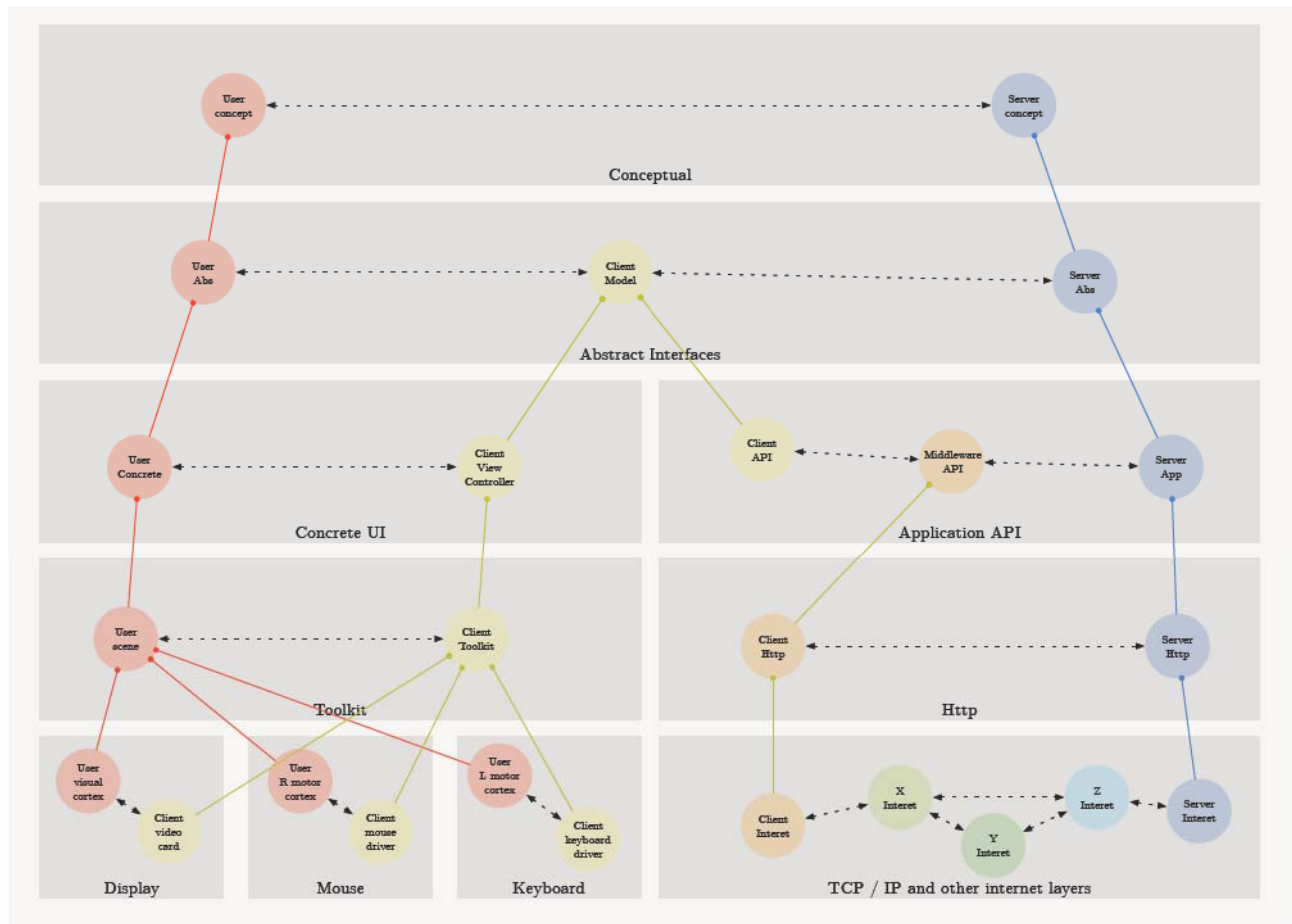 User
concept
Server
concept
Conceptual
User
Abs
Client
Model
Server
Abs
Abstract Interfaces
User
Concrete
Client
View
Controller
Concrete UI
Client
API
Middleware
API
Server
App
Application API
User
scene
Client
Toolkit
Toolkit
Client
Http
Server
Http
Http
User
visual
cortex
Client
video
card
Display
User
R motor
cortex
Client
mouse
driver
Mouse
User
L motor
cortex
Client
keyboard
driver
Keyboard
Client
Interet
X
Interet
Y
Interet
Z
Interet
Server
Interet
TCP / IP and other internet layers